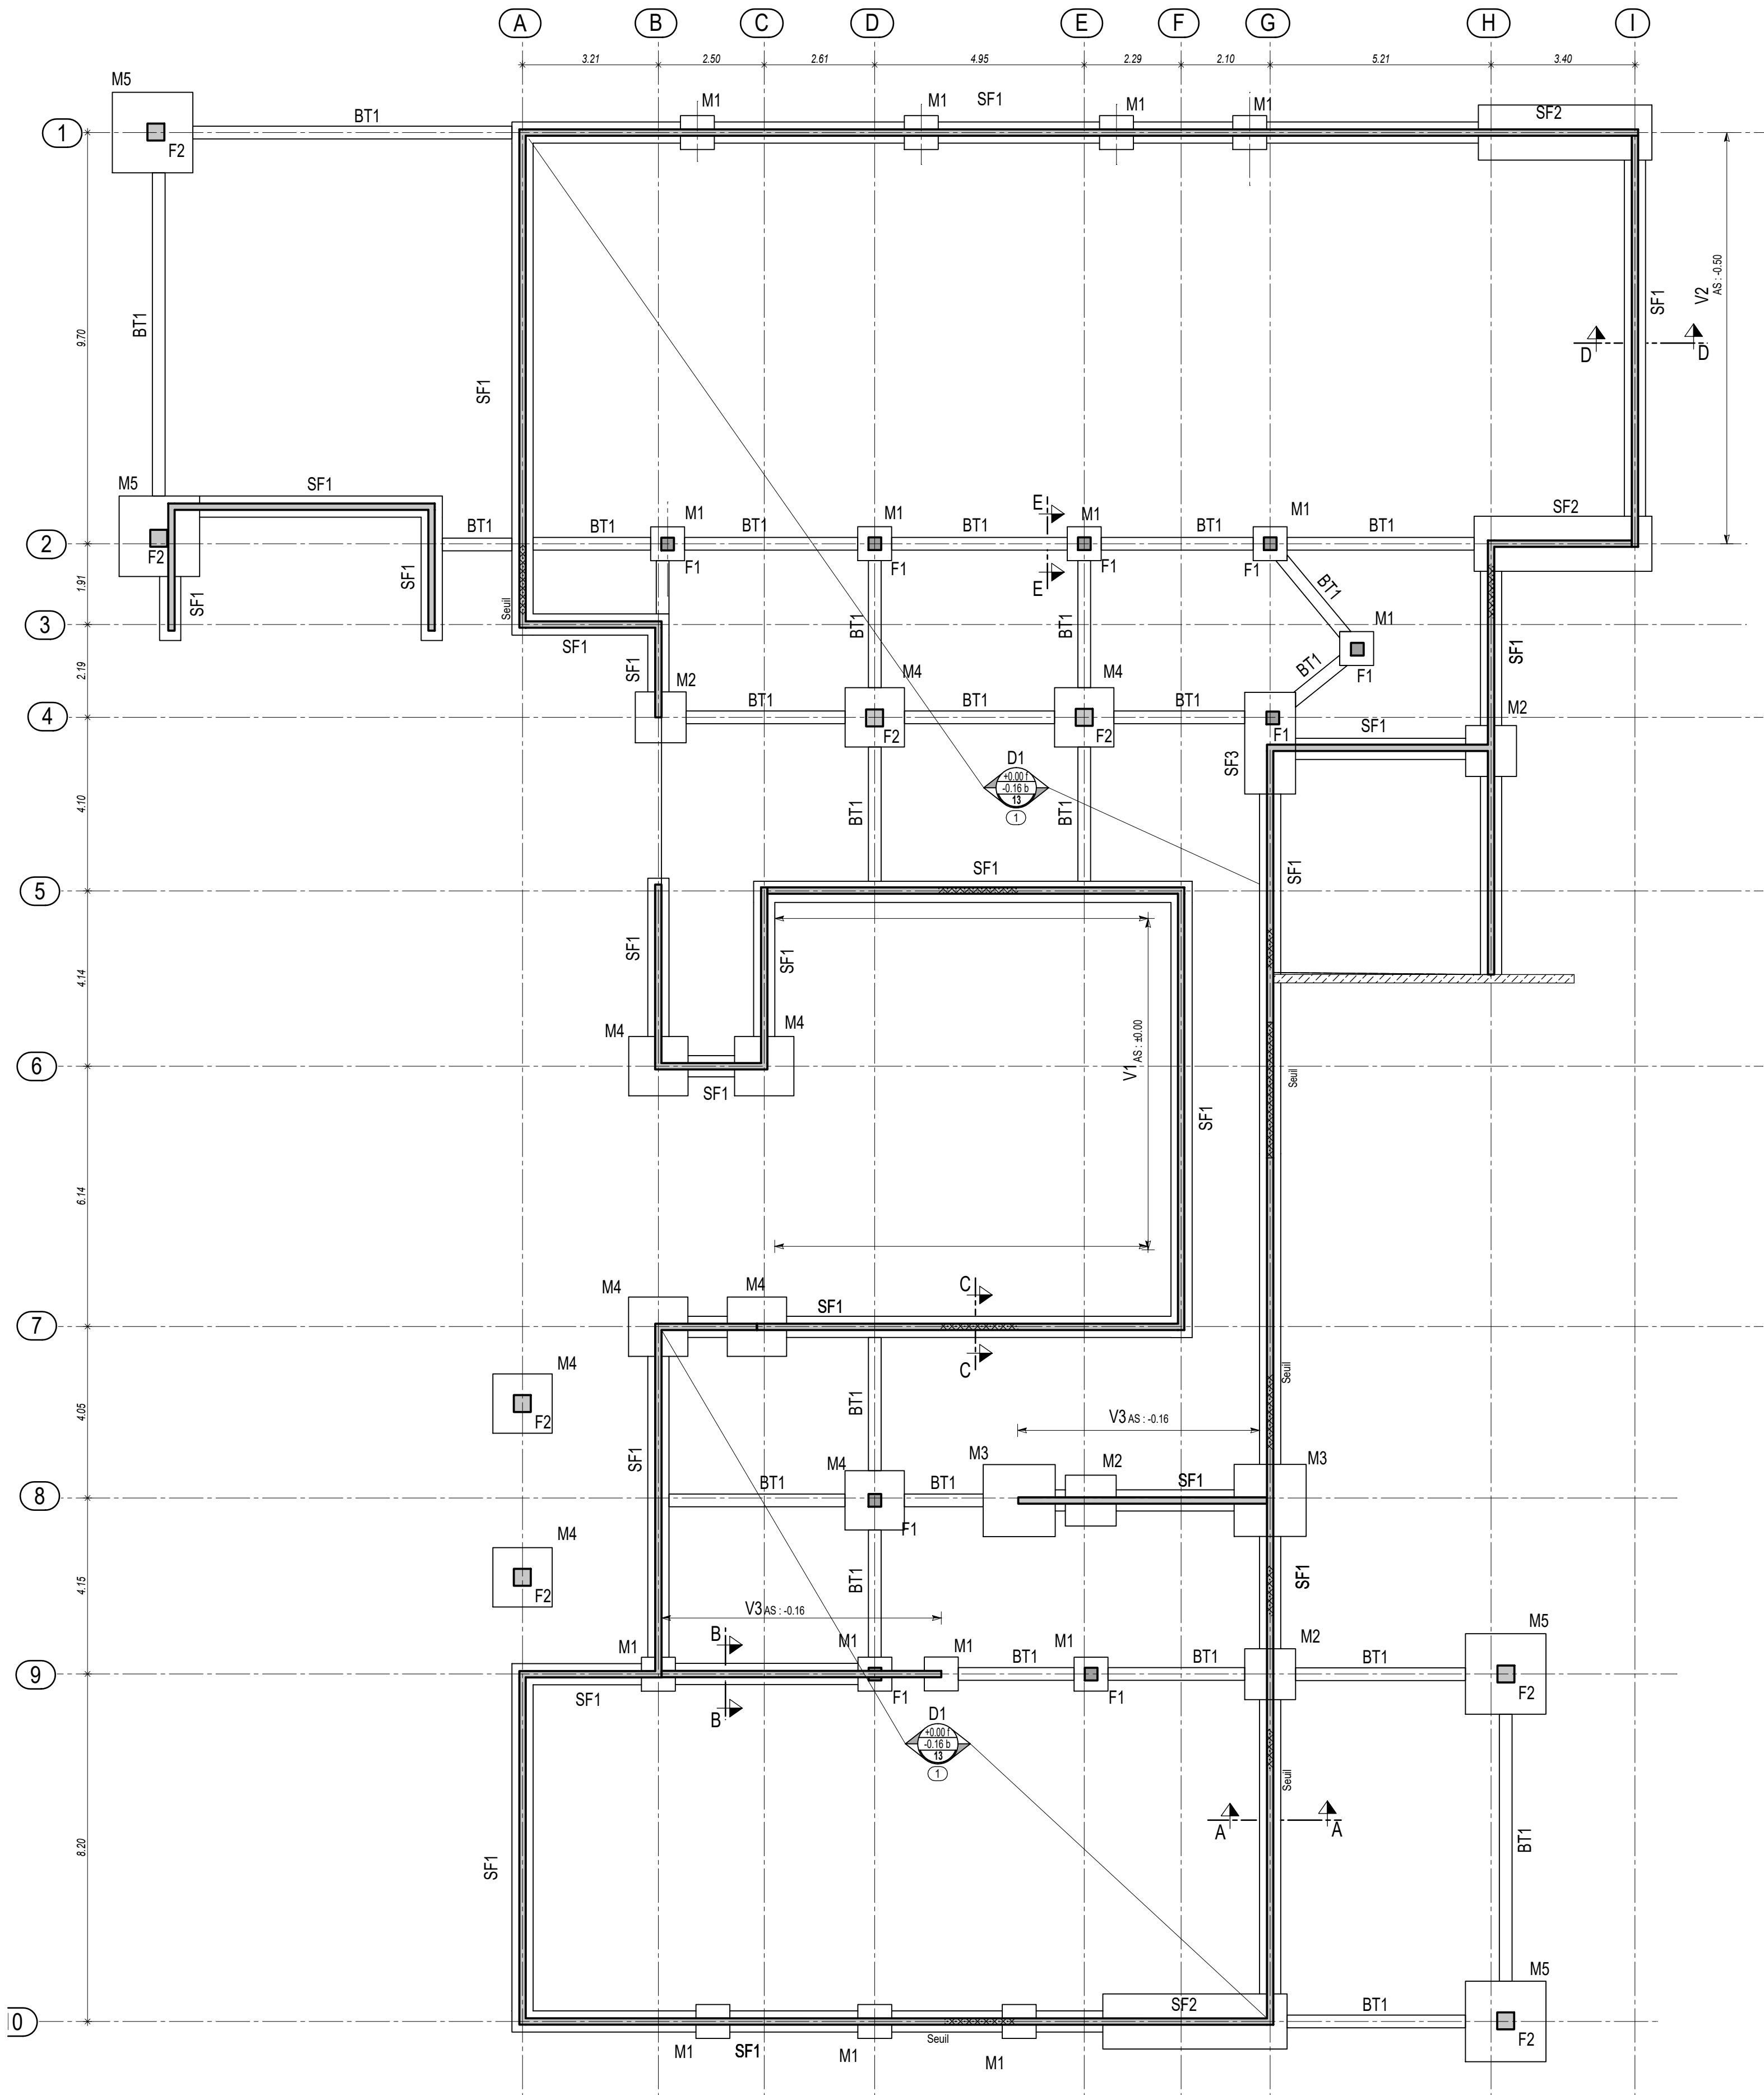 A B C D E F G H I
3.21 2.50 2.61 4.95 2.29 2.10 5.21 3.40
M5
M1 M1 SF1 M1 M1 SF2
1 BT1
F2
V2 AS : -0.50
SF1
BT1
9.70
D D
SF1
M5 SF1
SF2
M1 M1 E M1 M1
2 BT1 BT1 BT1 BT1 BT1 BT1
F2 F1 F1 E F1 F1
SF1 SF1
1.91
Seuil
BT1
3 BT1 BT1 M1
SF1 SF1
SF1
2.19
M2 M4 M4 BT1 F1
4 BT1 BT1 BT1 M2
F2 F2 F1 SF1
SF3
D1
+0.00 f
-0.16 b
13
1
4.10
BT1 BT1
SF1
5 SF1
SF1 SF1
4.14
M4 M4
V1 AS : ±0.00
6 Seuil
SF1
SF1
6.14
M4 M4 C
7 SF1
C
M4
Seuil
F2
4.05
BT1
V3 AS : -0.16
SF1
M4 M3 M2 M3
8 BT1 BT1 SF1
F1
M4
F2
4.15
BT1
SF1
V3 AS : -0.16
M1 B M1 M1 M1 M2 M5
9 BT1 BT1 BT1
SF1 B F1 F1 F2
D1
+0.00 f
-0.16 b
13
1
Seuil
A A
8.20
SF1
BT1
M5
SF2 BT1
0
Seuil F2
M1 SF1 M1 M1